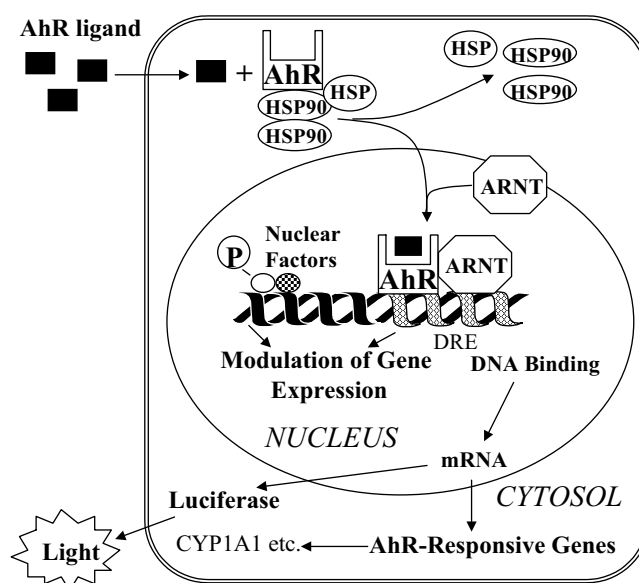 AhR ligand
+
AhR
HSP
HSP90
HSP90
HSP
HSP90
HSP90
ARNT
P
Nuclear
Factors
AhR
ARNT
DRE
Modulation of Gene
Expression
DNA Binding
NUCLEUS
mRNA
Luciferase
CYTOSOL
Light
CYP1A1 etc.
AhR-Responsive Genes